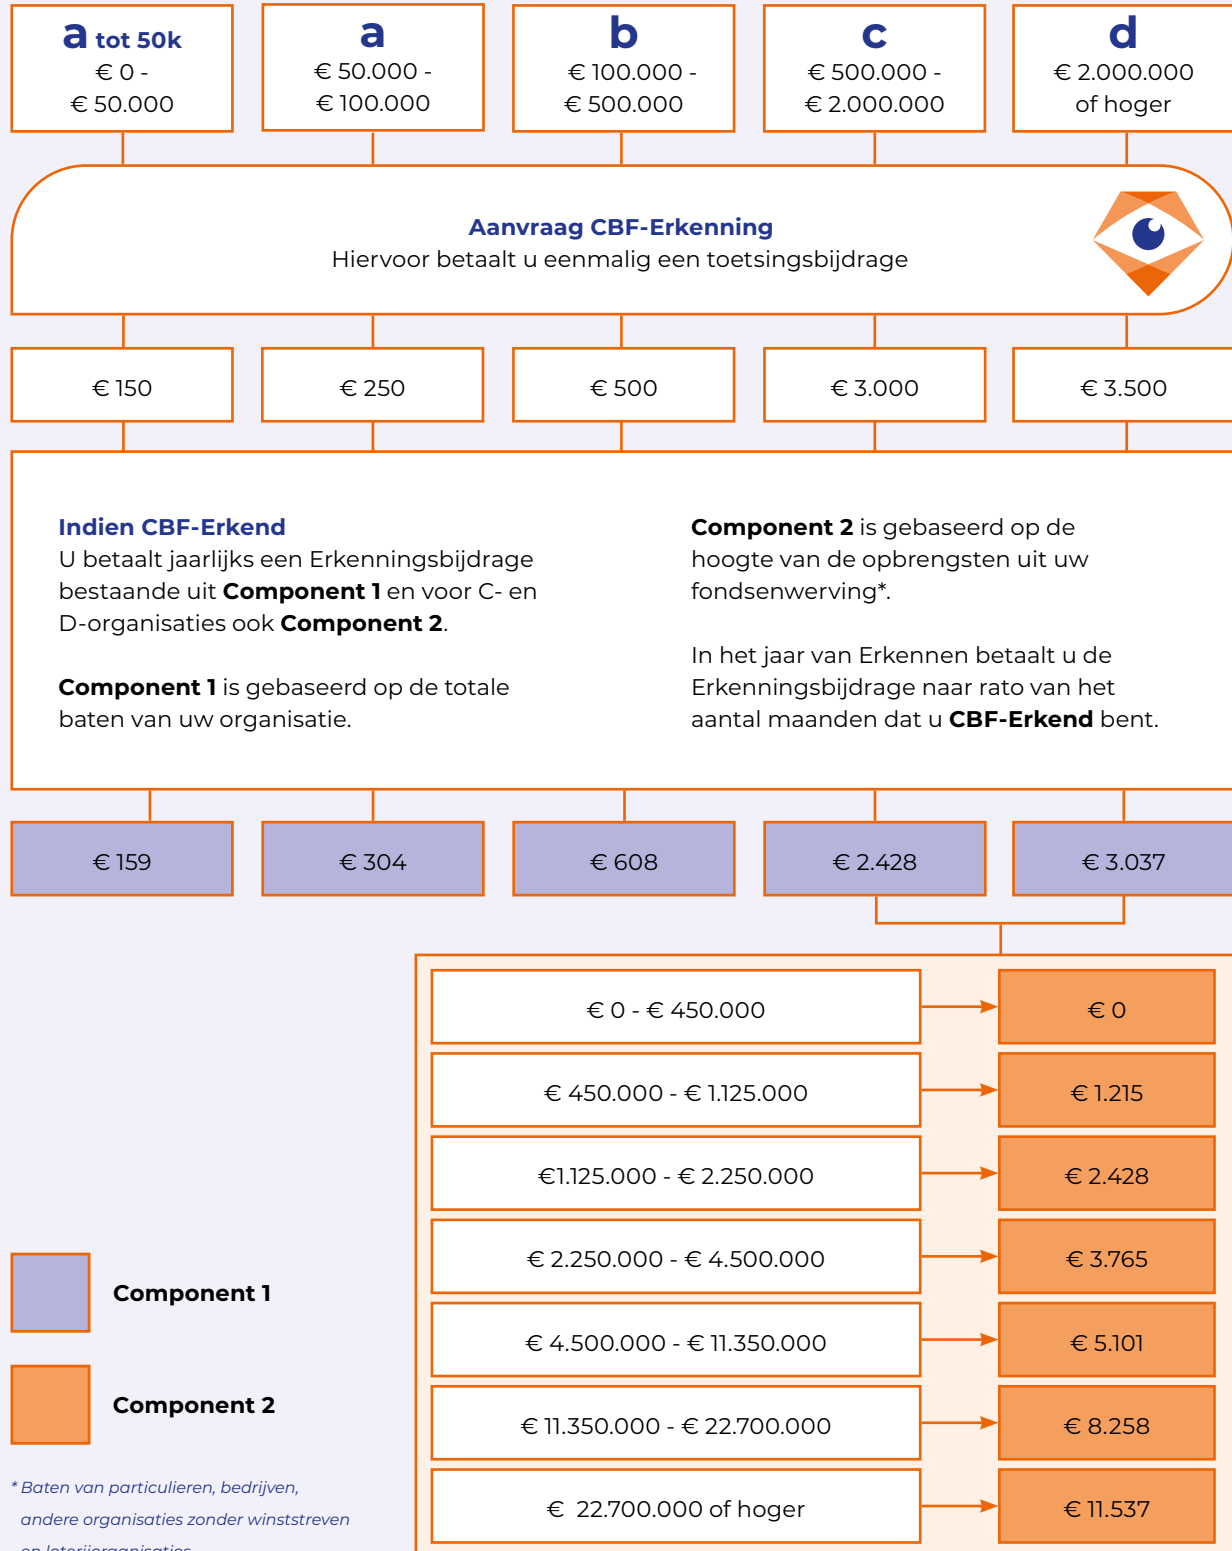 a tot 50k
€ 0 -
€ 50.000
a
€ 50.000 -
€ 100.000
b
€ 100.000 -
€ 500.000
c
€ 500.000 -
€ 2.000.000
d
€ 2.000.000
of hoger
Aanvraag CBF-Erkenning
Hiervoor betaalt u eenmalig een toetsingsbijdrage
€ 150
€ 250
€ 500
€ 3.000
€ 3.500
Indien CBF-Erkend
U betaalt jaarlijks een Erkenningsbijdrage
bestaande uit Component 1 en voor C- en
D-organisaties ook Component 2.
Component 1 is gebaseerd op de totale
baten van uw organisatie.
Component 2 is gebaseerd op de
hoogte van de opbrengsten uit uw
fondsenwerving*.
In het jaar van Erkennen betaalt u de
Erkenningsbijdrage naar rato van het
aantal maanden dat u CBF-Erkend bent.
€ 159
€ 304
€ 608
€ 2.428
€ 3.037
€ 0 - € 450.000
€ 0
€ 450.000 - € 1.125.000
€ 1.215
€1.125.000 - € 2.250.000
€ 2.428
€ 2.250.000 - € 4.500.000
€ 3.765
€ 4.500.000 - € 11.350.000
€ 5.101
€ 11.350.000 - € 22.700.000
€ 8.258
€ 22.700.000 of hoger
€ 11.537
Component 1
Component 2
* Baten van particulieren, bedrijven,
andere organisaties zonder winststreven
en loterijorganisaties